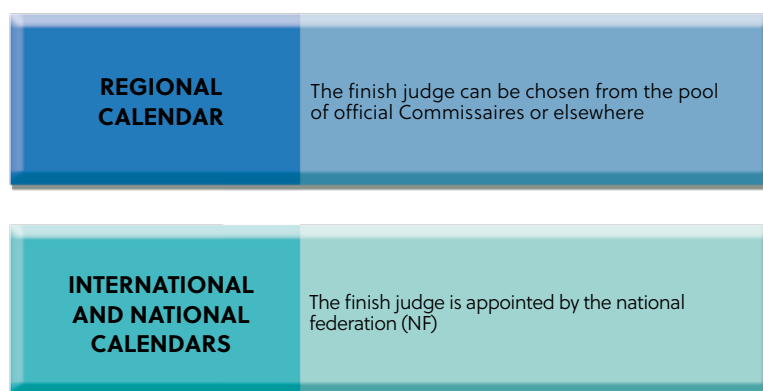 REGIONAL
CALENDAR
The finish judge can be chosen from the pool
of official Commissaires or elsewhere
INTERNATIONAL
AND NATIONAL
CALENDARS
The finish judge is appointed by the national
federation (NF)